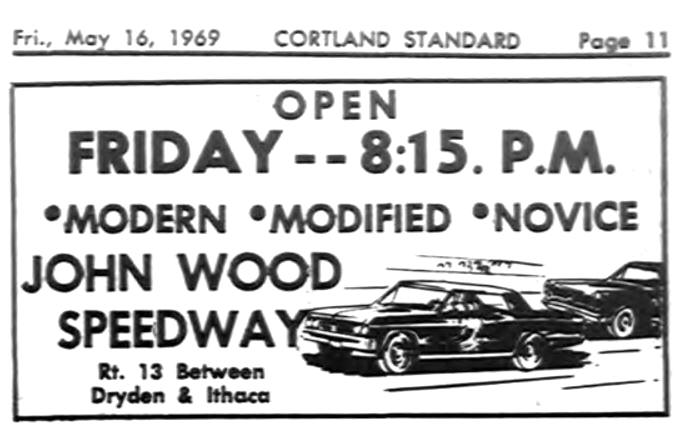 Fri., May 16, 1969 CORTLAND STANDARD Page 11
OPEN
FRIDAY -- 8:15. P.M.
•MODERN •MODIFIED •NOVICE
JOHN WOOD
SPEEDWAY
Rt. 13 Between
Dryden & Ithaca